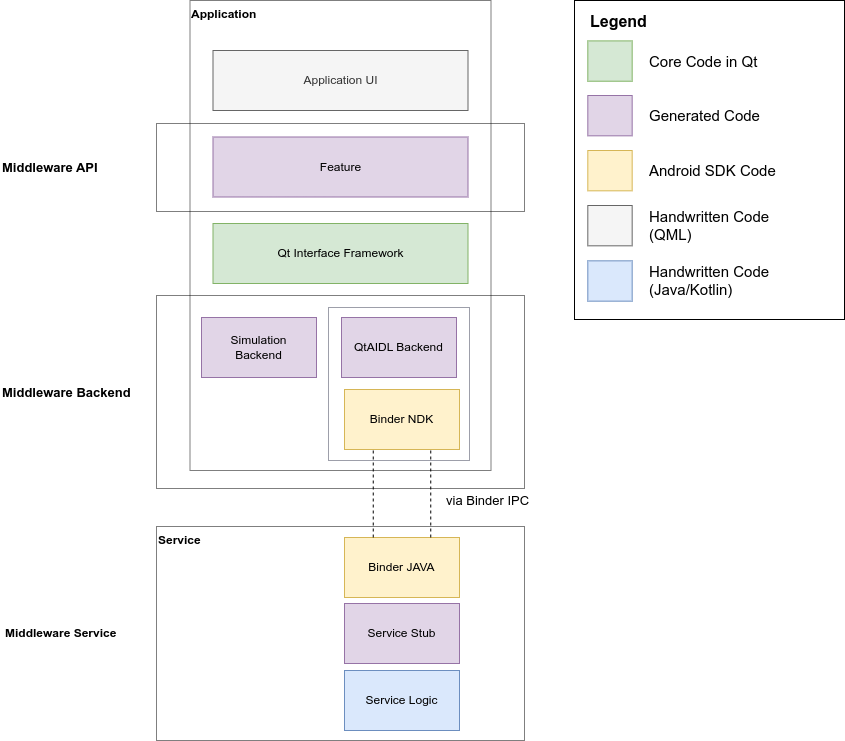 Application
Application UI
Middleware API
Feature
Qt Interface Framework
Middleware Backend
Simulation
Backend
QtAIDL Backend
Binder NDK
via Binder IPC
Service
Binder JAVA
Middleware Service
Service Stub
Service Logic
Legend
Core Code in Qt
Generated Code
Android SDK Code
Handwritten Code
(QML)
Handwritten Code
(Java/Kotlin)